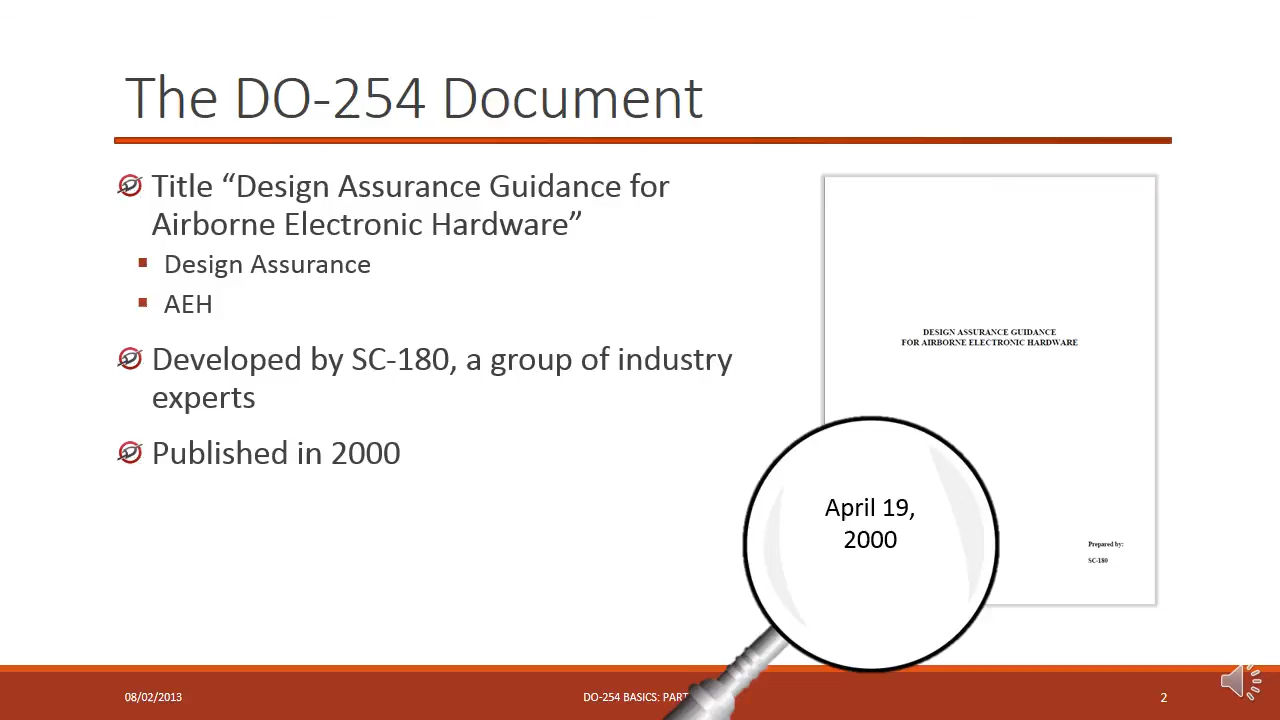 The DO-254 Document
Title “Design Assurance Guidance for
Airborne Electronic Hardware”
Design Assurance
AEH
Developed by SC-180, a group of industry
experts
Published in 2000
DESIGN ASSURANCE GUIDANCE
FOR AIRBORNE ELECTRONIC HARDWARE
April 19,
2000
Prepared by:
SC-180
08/02/2013
DO-254 BASICS: PART
2